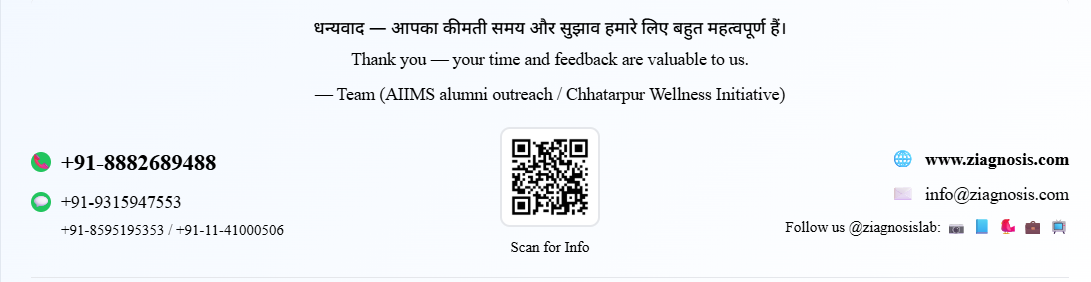 धन्यवाद — आपका कीमती समय और सुझाव हमारे लिए बहुत महत्वपूर्ण हैं।
Thank you — your time and feedback are valuable to us.
— Team (AIIMS alumni outreach / Chhatarpur Wellness Initiative)
+91-8882689488
+91-9315947553
+91-8595195353 / +91-11-41000506
Scan for Info
www.ziagnosis.com
info@ziagnosis.com
Follow us @ziagnosislab: